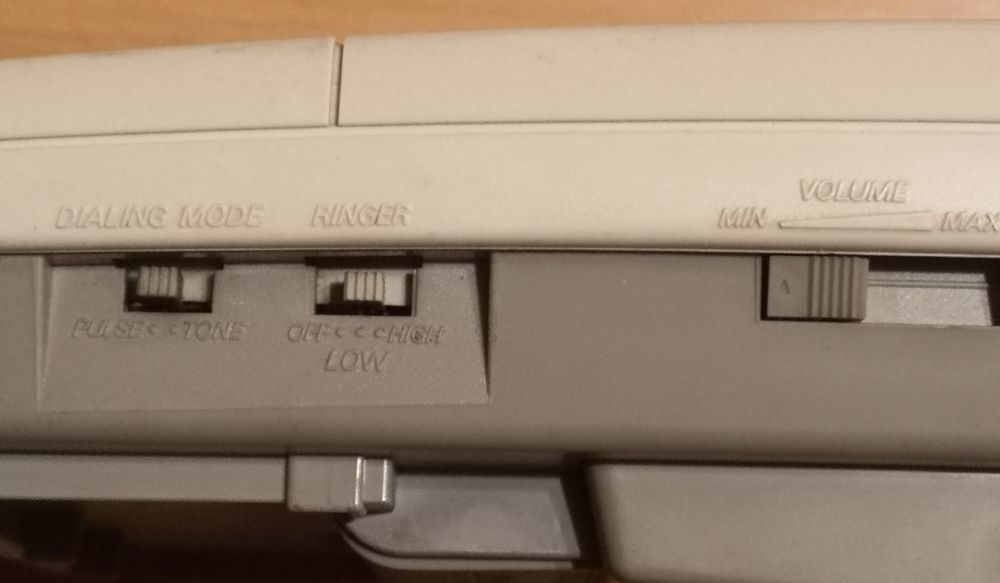 DIALING MODE
RINGER
VOLUME
MIN MAX
PULSE TONE
OFF HIGH
LOW